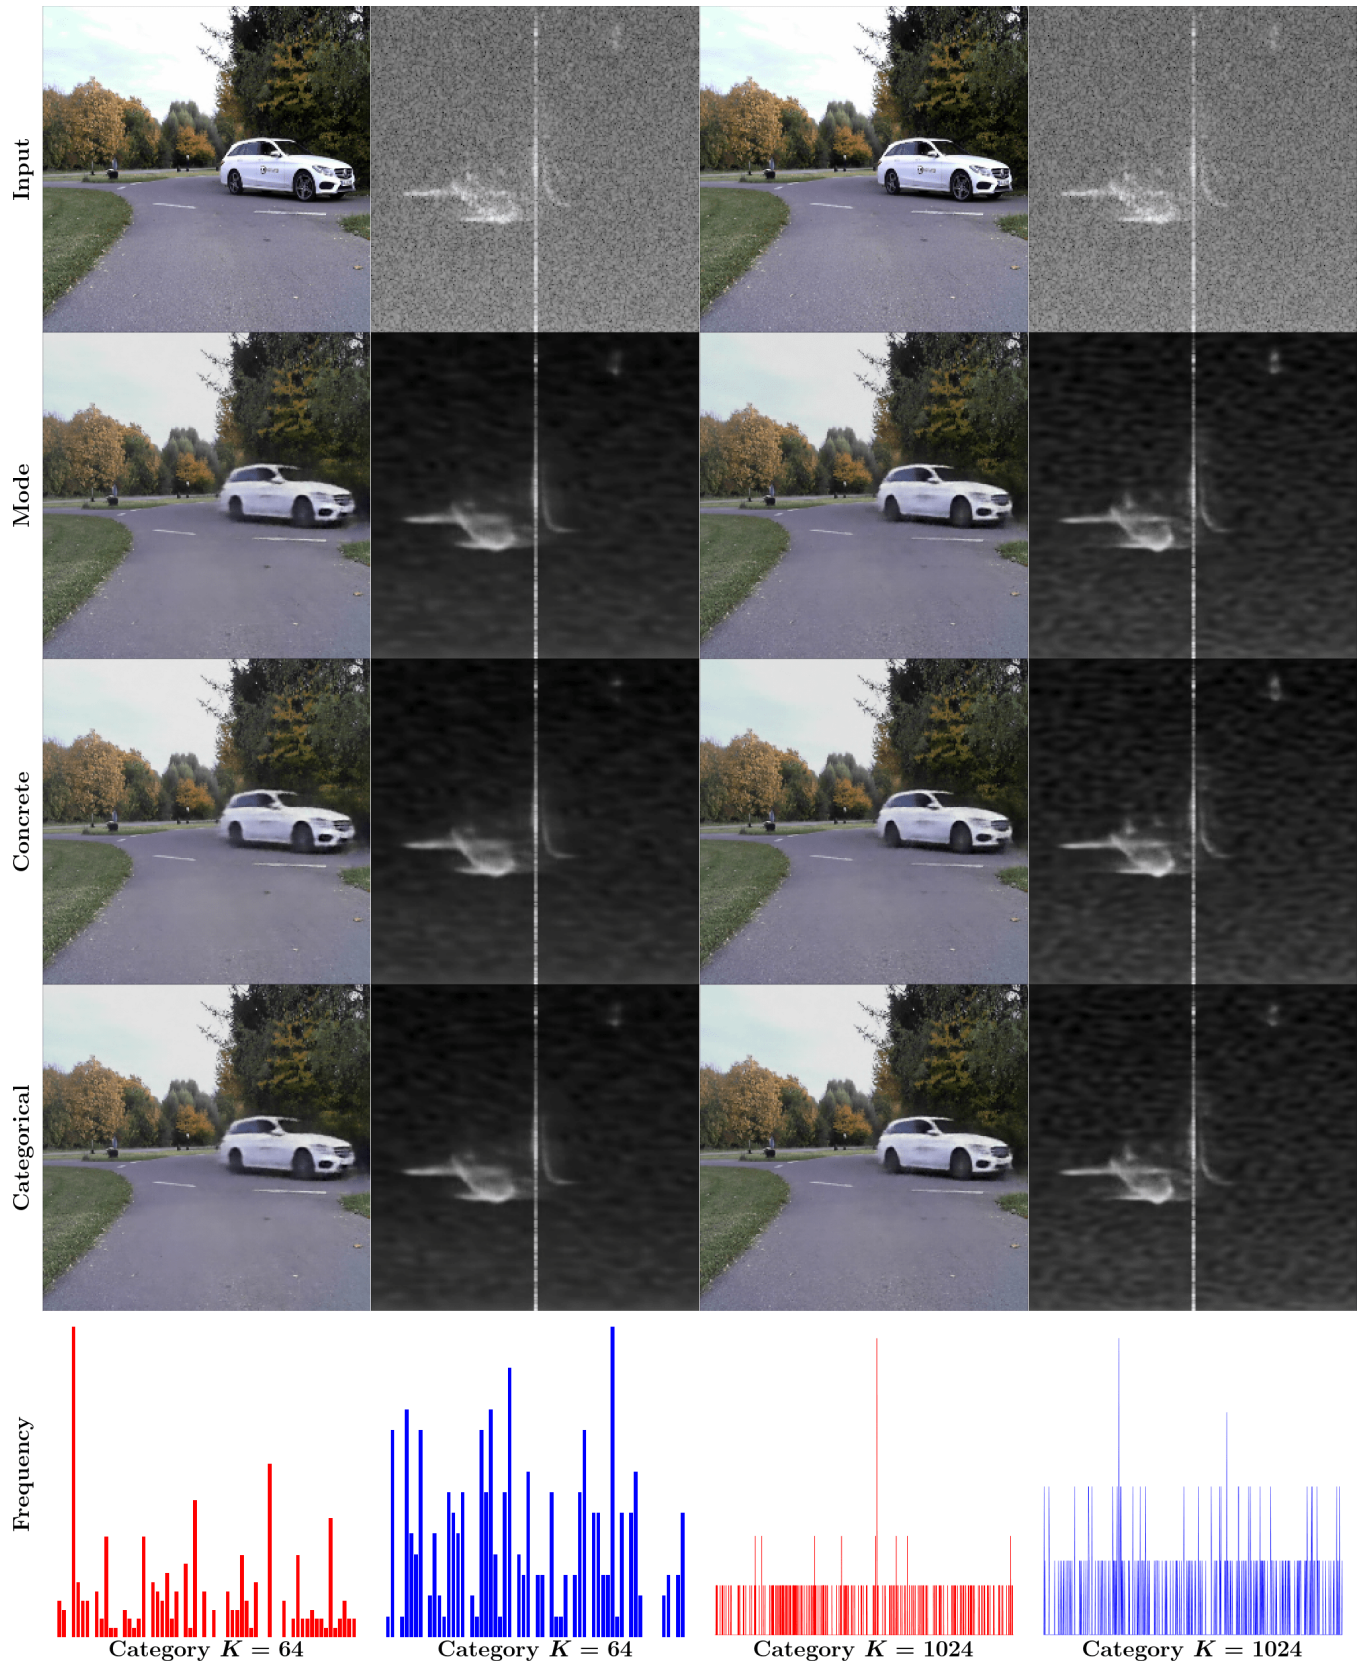 Input
Mode
Concrete
Categorical
Frequency
Category K = 64
Category K = 64
Category K = 1024
Category K = 1024